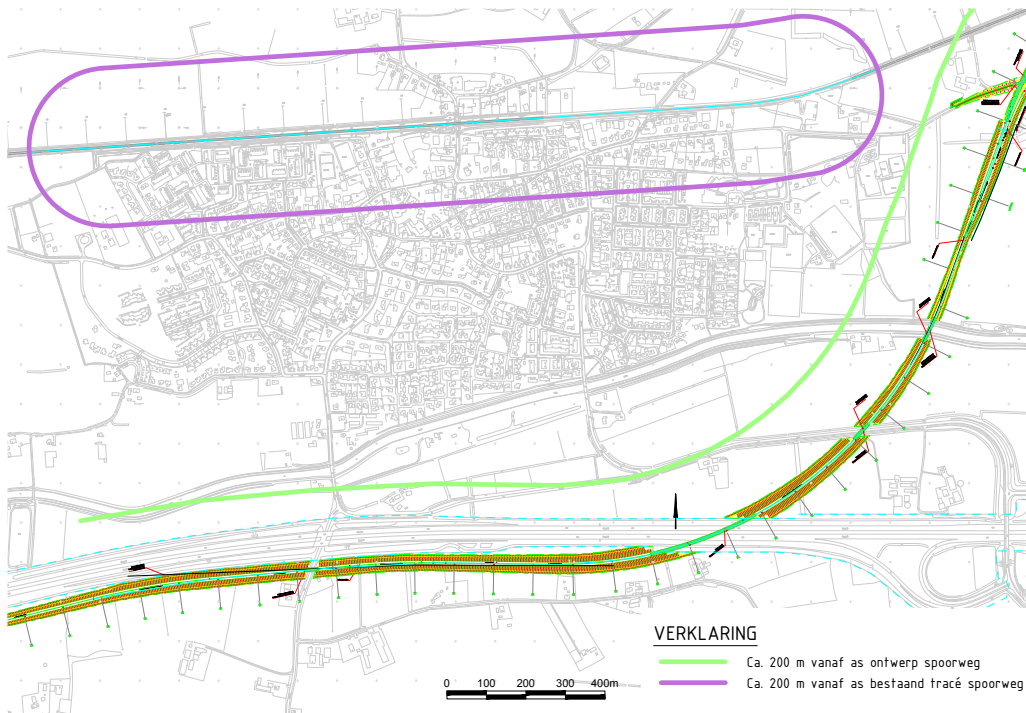 VERKLARING
Ca. 200 m vanaf as ontwerp spoorweg
Ca. 200 m vanaf as bestaand tracé spoorweg
0 100 200 300 400m